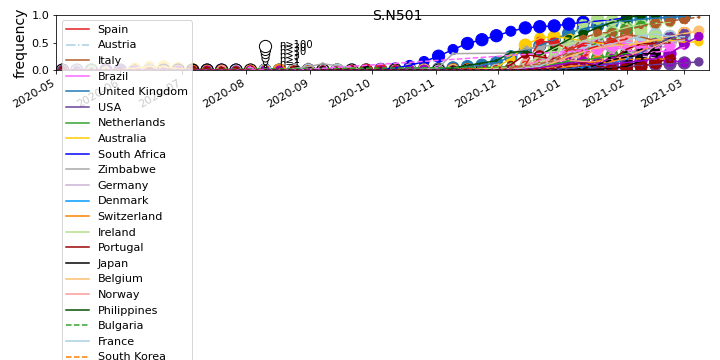 S.N501
frequency
1.0
0.5
0.0
2020-05
2020-08
2020-09
2020-10
2020-11
2020-12
2021-01
2021-02
2021-03
n>100
Spain
Austria
Italy
Brazil
United Kingdom
USA
Netherlands
Australia
South Africa
Zimbabwe
Germany
Denmark
Switzerland
Ireland
Portugal
Japan
Belgium
Norway
Philippines
Bulgaria
France
South Korea